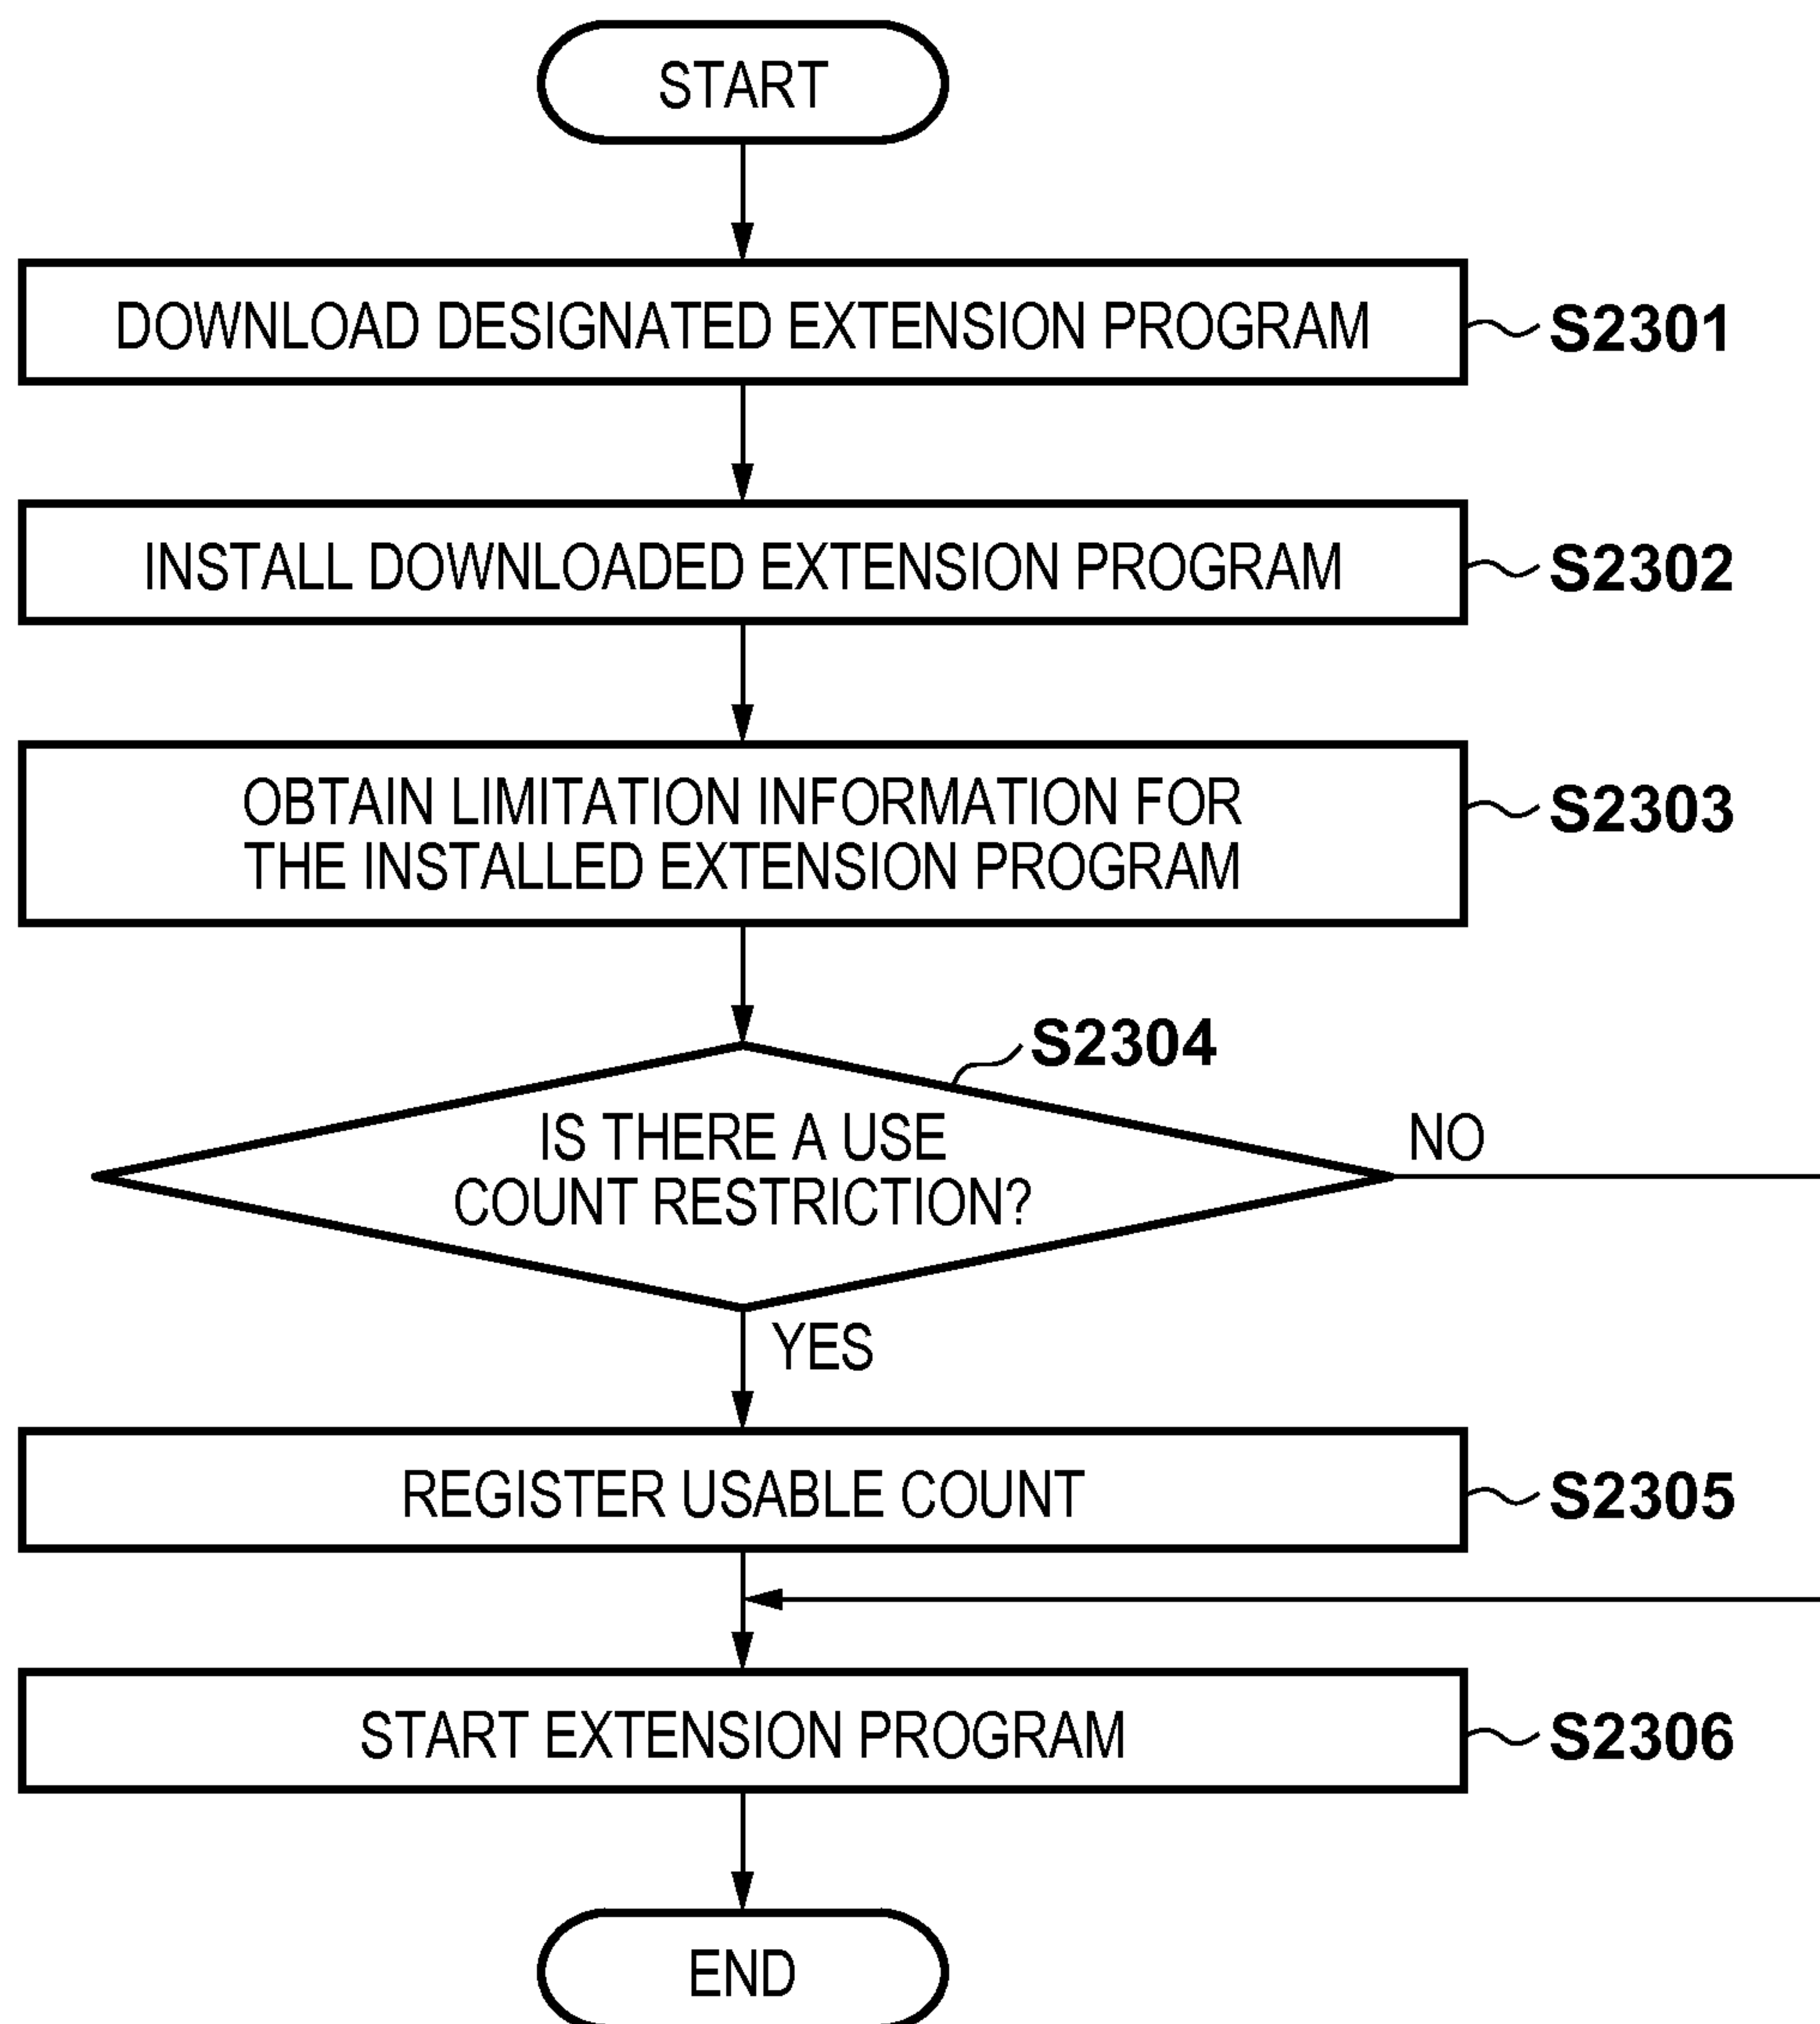 START
DOWNLOAD DESIGNATED EXTENSION PROGRAM
S2301
INSTALL DOWNLOADED EXTENSION PROGRAM
S2302
OBTAIN LIMITATION INFORMATION FOR
THE INSTALLED EXTENSION PROGRAM
S2303
S2304
IS THERE A USE
COUNT RESTRICTION?
NO
YES
REGISTER USABLE COUNT
S2305
START EXTENSION PROGRAM
S2306
END